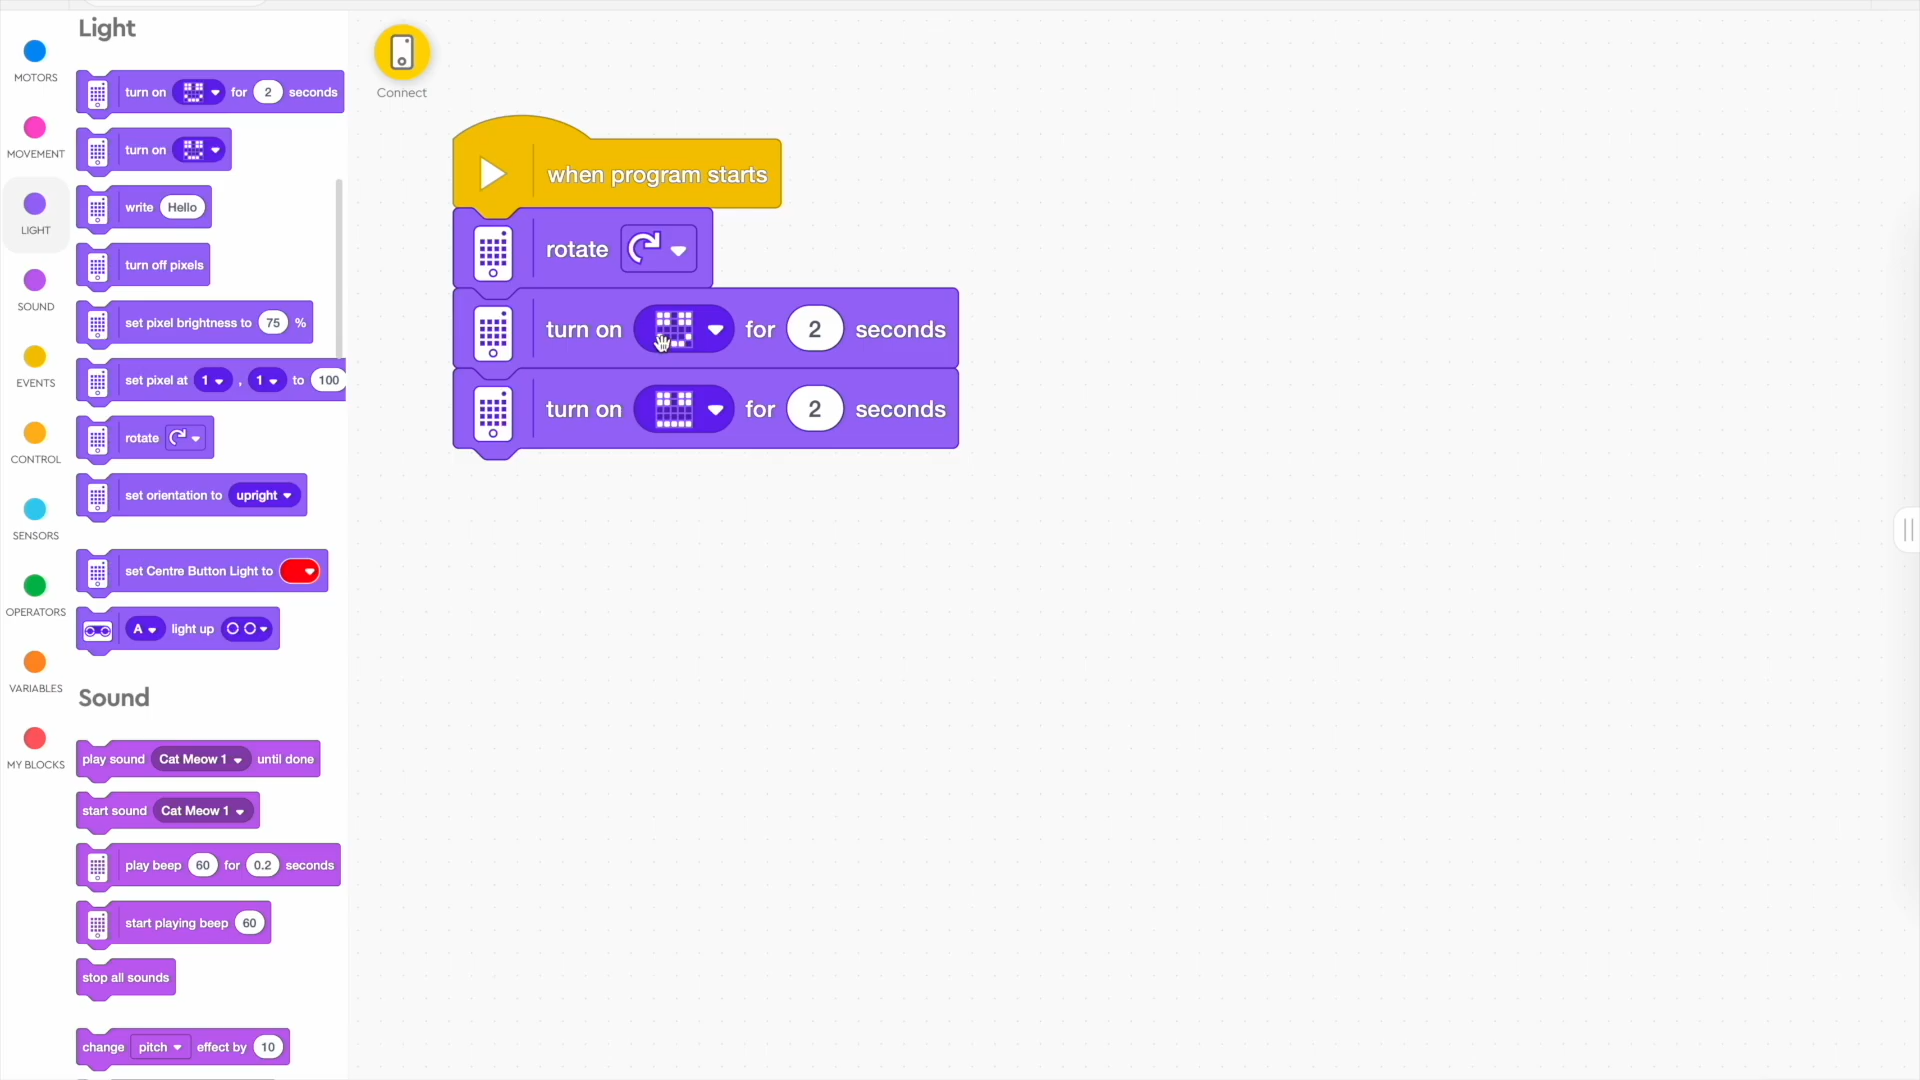 Light
MOTORS
turn on for 2 seconds
MOVEMENT
turn on
LIGHT
write Hello
turn off pixels
SOUND
set pixel brightness to 75 %
EVENTS
set pixel at 1 , 1 to 100
CONTROL
rotate
set orientation to upright
SENSORS
set Centre Button Light to
OPERATORS
A light up
VARIABLES
Sound
MY BLOCKS
play sound Cat Meow 1 until done
start sound Cat Meow 1
play beep 60 for 0.2 seconds
start playing beep 60
stop all sounds
change pitch effect by 10
Connect
when program starts
rotate
turn on for 2 seconds
turn on for 2 seconds